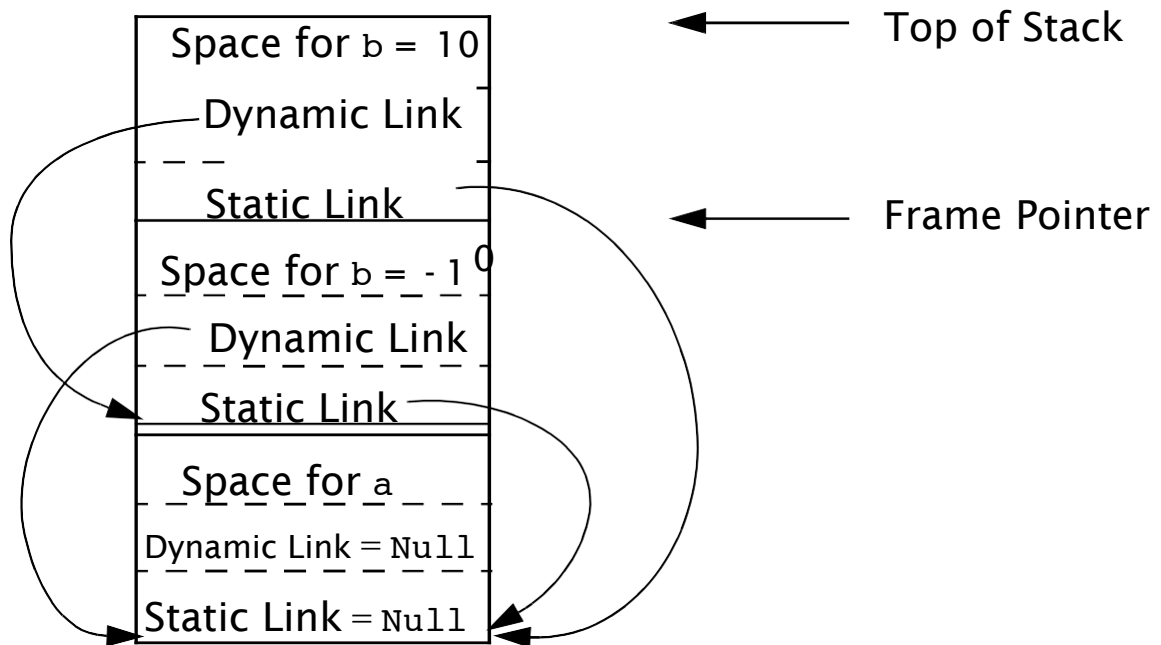 Top of Stack
Space for b = 10
Dynamic Link
Static Link
Frame Pointer
Space for b = -10
Dynamic Link
Static Link
Space for a
Dynamic Link = Null
Static Link = Null